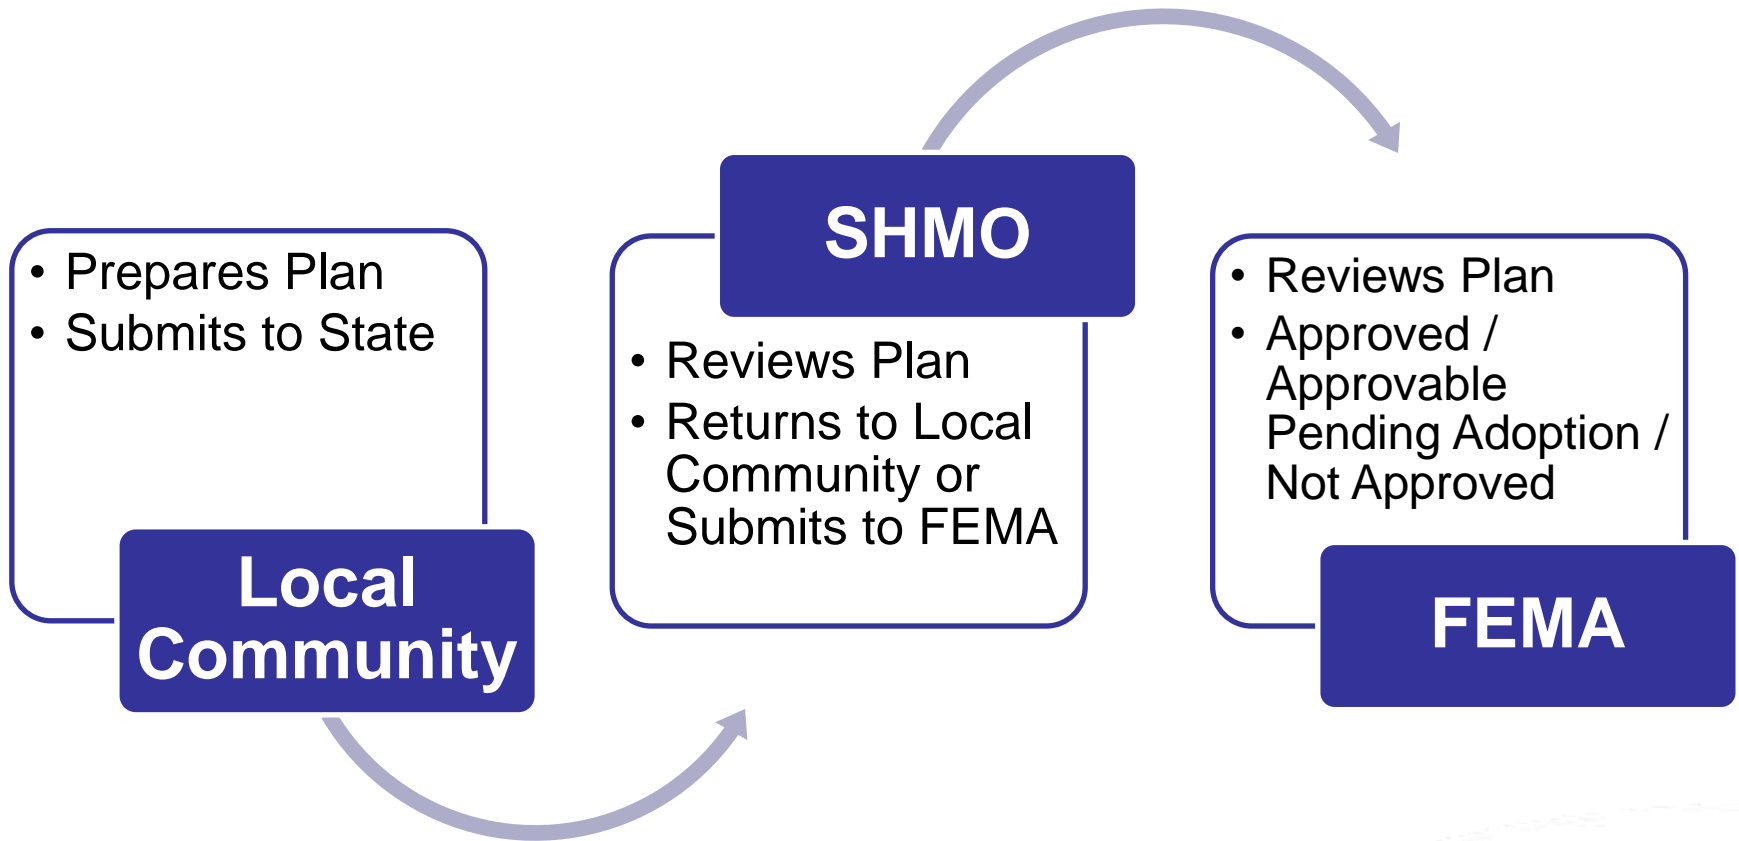 • Prepares Plan
• Submits to State
Local
Community
SHMO
• Reviews Plan
• Returns to Local
Community or
Submits to FEMA
• Reviews Plan
• Approved /
Approvable
Pending Adoption /
Not Approved
FEMA